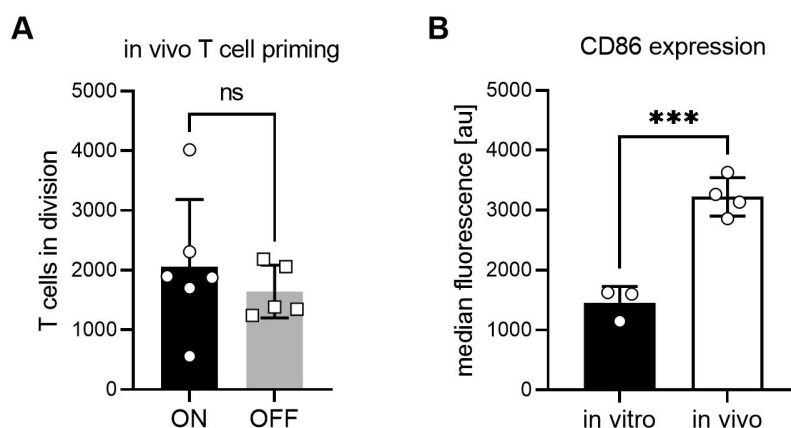 A
in vivo T cell priming
T cells in division
5000
4000
3000
2000
1000
0
ns
ON
OFF
B
CD86 expression
median fluorescence [au]
5000
4000
3000
2000
1000
0
***
in vitro
in vivo